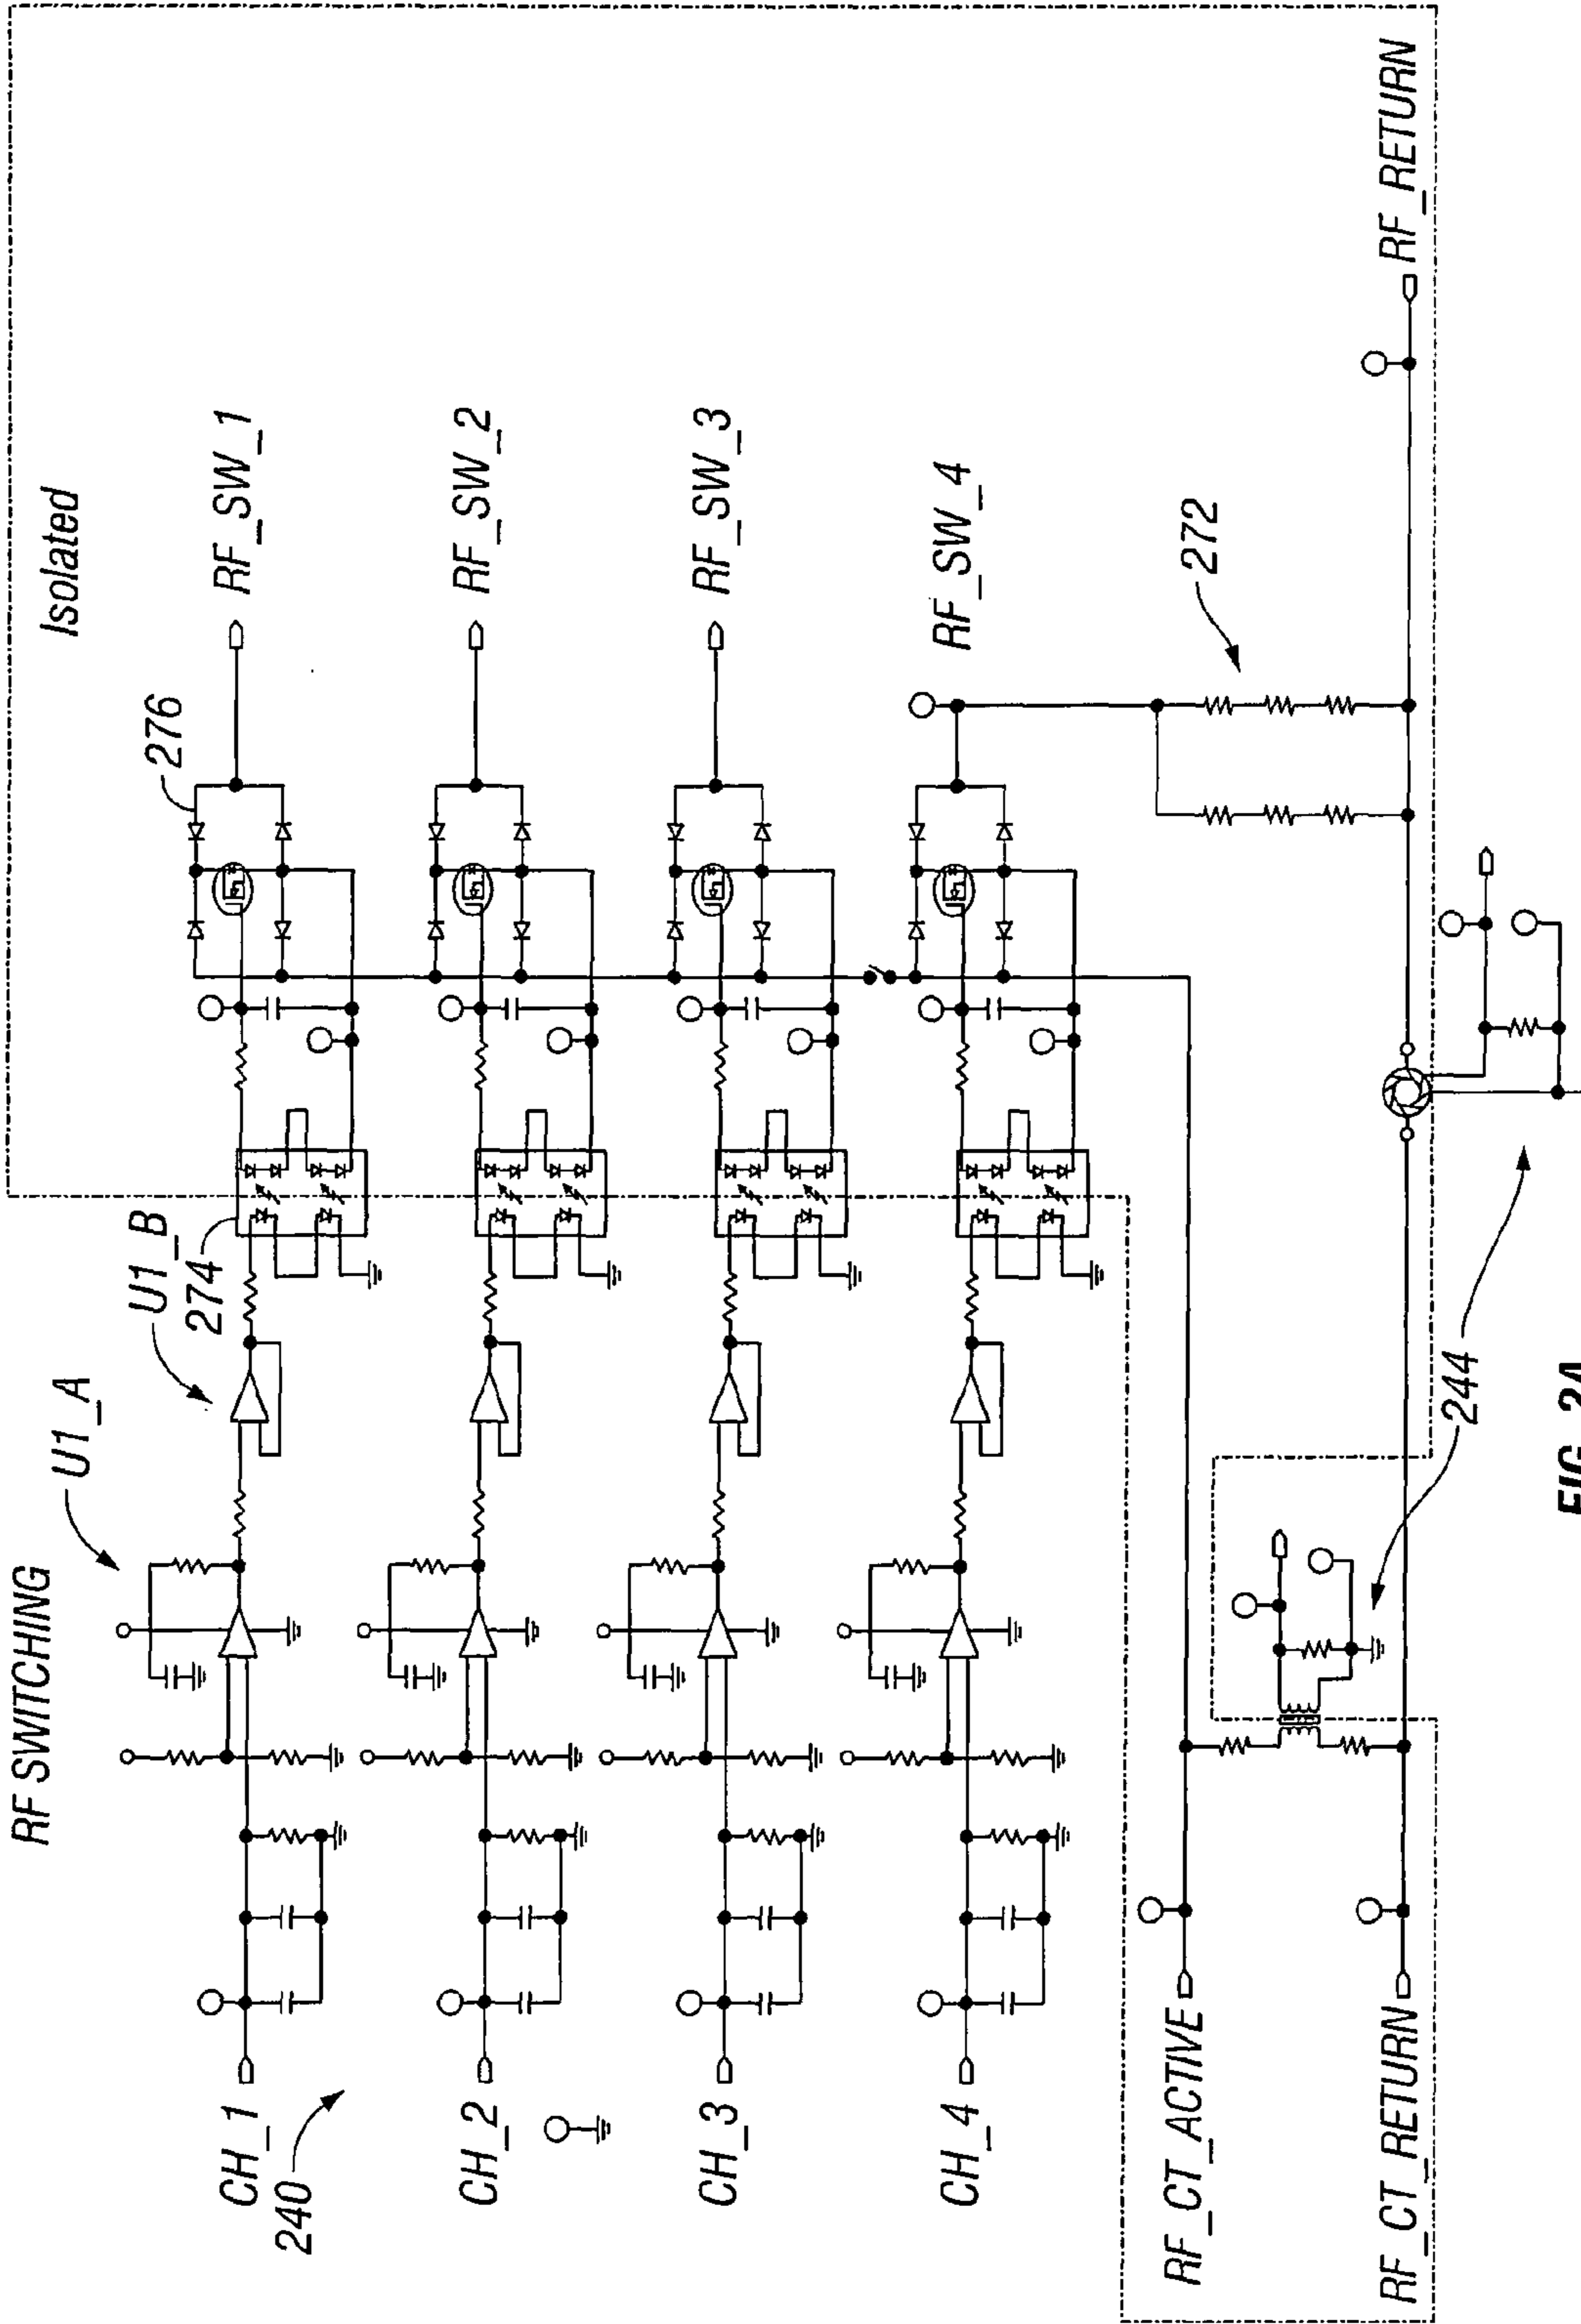 RF SWITCHING
Isolated
U1_A
U1_B
274
276
CH_1
RF_SW_1
240
CH_2
RF_SW_2
CH_3
RF_SW_3
CH_4
RF_SW_4
272
RF_CT_ACTIVE
RF_CT_RETURN
RF_RETURN
244